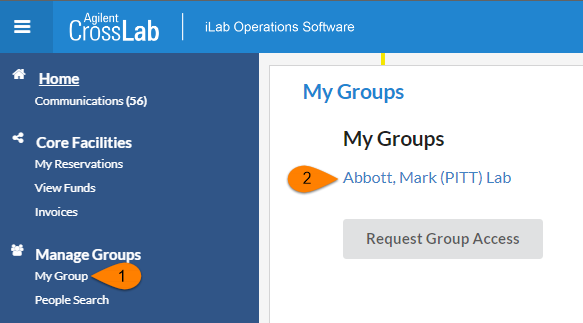 Agilent
CrossLab
iLab Operations Software
Home
Communications (56)
Core Facilities
My Reservations
View Funds
Invoices
Manage Groups
My Group
1
People Search
My Groups
My Groups
2
Abbott, Mark (PITT) Lab
Request Group Access